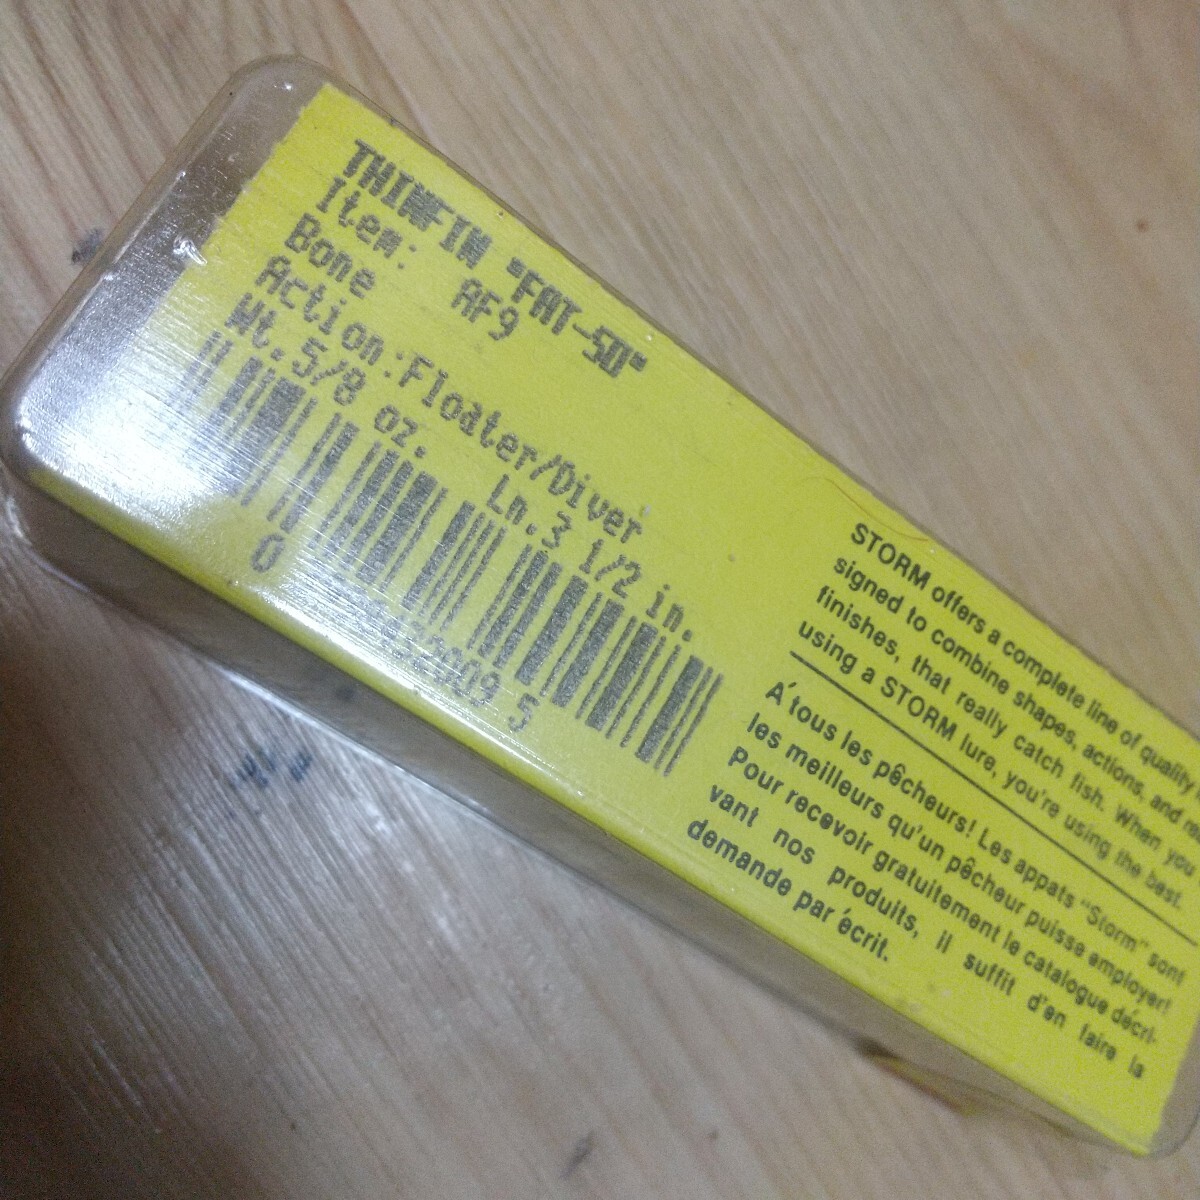 THINFIN "FAT-SO"
Item: AF9
Bone
Action:Floater/Diver
Wt.5/8 oz. Ln.3 1/2 in.
0 5
STORM offers a complete line of quality
signed to combine shapes, actions, and
finishes, that really catch fish. When you
using a STORM lure, you're using the best.
A´tous les pêcheurs! Les appats "Storm" sont
les meilleurs qu'un pêcheur puisse employer!
Pour recevoir gratuitement le catalogue décri-
vant nos produits, il suffit d'en faire la
demande par écrit.